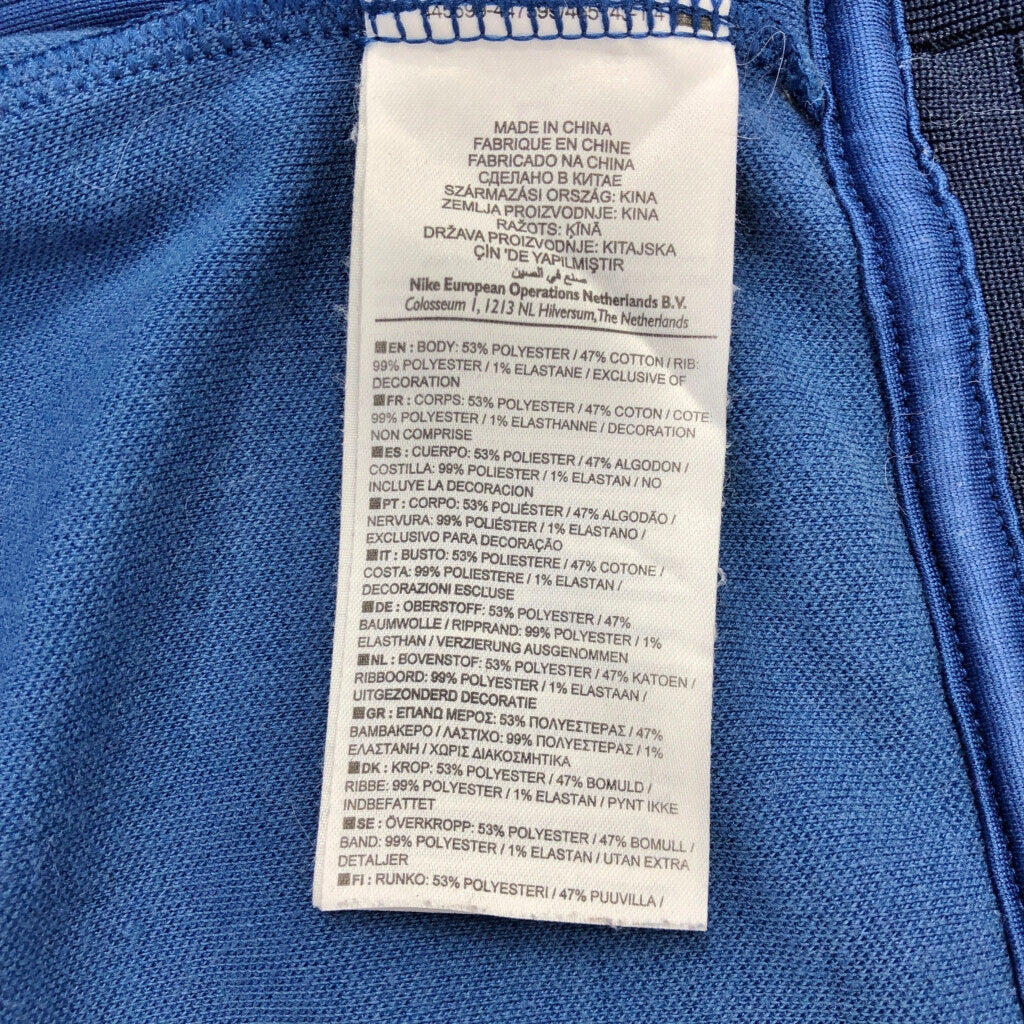 MADE IN CHINA
FABRIQUE EN CHINE
FABRICADO NA CHINA
СДЕЛАНО В КИТАЕ
SZÁRMAZÁSI ORSZÁG: KINA
ZEMLJA PROIZVODNJE: KINA
RAŽOTS: ĶĪNĀ
DRŽAVA PROIZVODNJE: KITAJSKA
ÇİN 'DE YAPILMIŞTIR
صنع في الصين
Nike European Operations Netherlands B.V.
Colosseum 1, 1213 NL Hilversum, The Netherlands
EN : BODY: 53% POLYESTER / 47% COTTON / RIB:
99% POLYESTER / 1% ELASTANE / EXCLUSIVE OF
DECORATION
FR : CORPS: 53% POLYESTER / 47% COTON / COTE:
99% POLYESTER / 1% ELASTHANNE / DECORATION
NON COMPRISE
ES : CUERPO: 53% POLIESTER / 47% ALGODON /
COSTILLA: 99% POLIESTER / 1% ELASTAN / NO
INCLUYE LA DECORACION
PT : CORPO: 53% POLIÉSTER / 47% ALGODÃO /
NERVURA: 99% POLIÉSTER / 1% ELASTANO /
EXCLUSIVO PARA DECORAÇÃO
IT : BUSTO: 53% POLIESTERE / 47% COTONE /
COSTA: 99% POLIESTERE / 1% ELASTAN /
DECORAZIONI ESCLUSE
DE : OBERSTOFF: 53% POLYESTER / 47%
BAUMWOLLE / RIPPRAND: 99% POLYESTER / 1%
ELASTHAN / VERZIERUNG AUSGENOMMEN
NL : BOVENSTOF: 53% POLYESTER / 47% KATOEN /
RIBBOORD: 99% POLYESTER / 1% ELASTAAN /
UITGEZONDERD DECORATIE
GR : ΕΠΑΝΩ ΜΕΡΟΣ: 53% ΠΟΛΥΕΣΤΕΡΑΣ / 47%
ΒΑΜΒΑΚΕΡΟ / ΛΑΣΤΙΧΟ: 99% ΠΟΛΥΕΣΤΕΡΑΣ / 1%
ΕΛΑΣΤΑΝΗ / ΧΩΡΙΣ ΔΙΑΚΟΣΜΗΤΙΚΑ
DK : KROP: 53% POLYESTER / 47% BOMULD /
RIBBE: 99% POLYESTER / 1% ELASTAN / PYNT IKKE
INDBEFATTET
SE : ÖVERKROPP: 53% POLYESTER / 47% BOMULL /
BAND: 99% POLYESTER / 1% ELASTAN / UTAN EXTRA
DETALJER
FI : RUNKO: 53% POLYESTERI / 47% PUUVILLA /